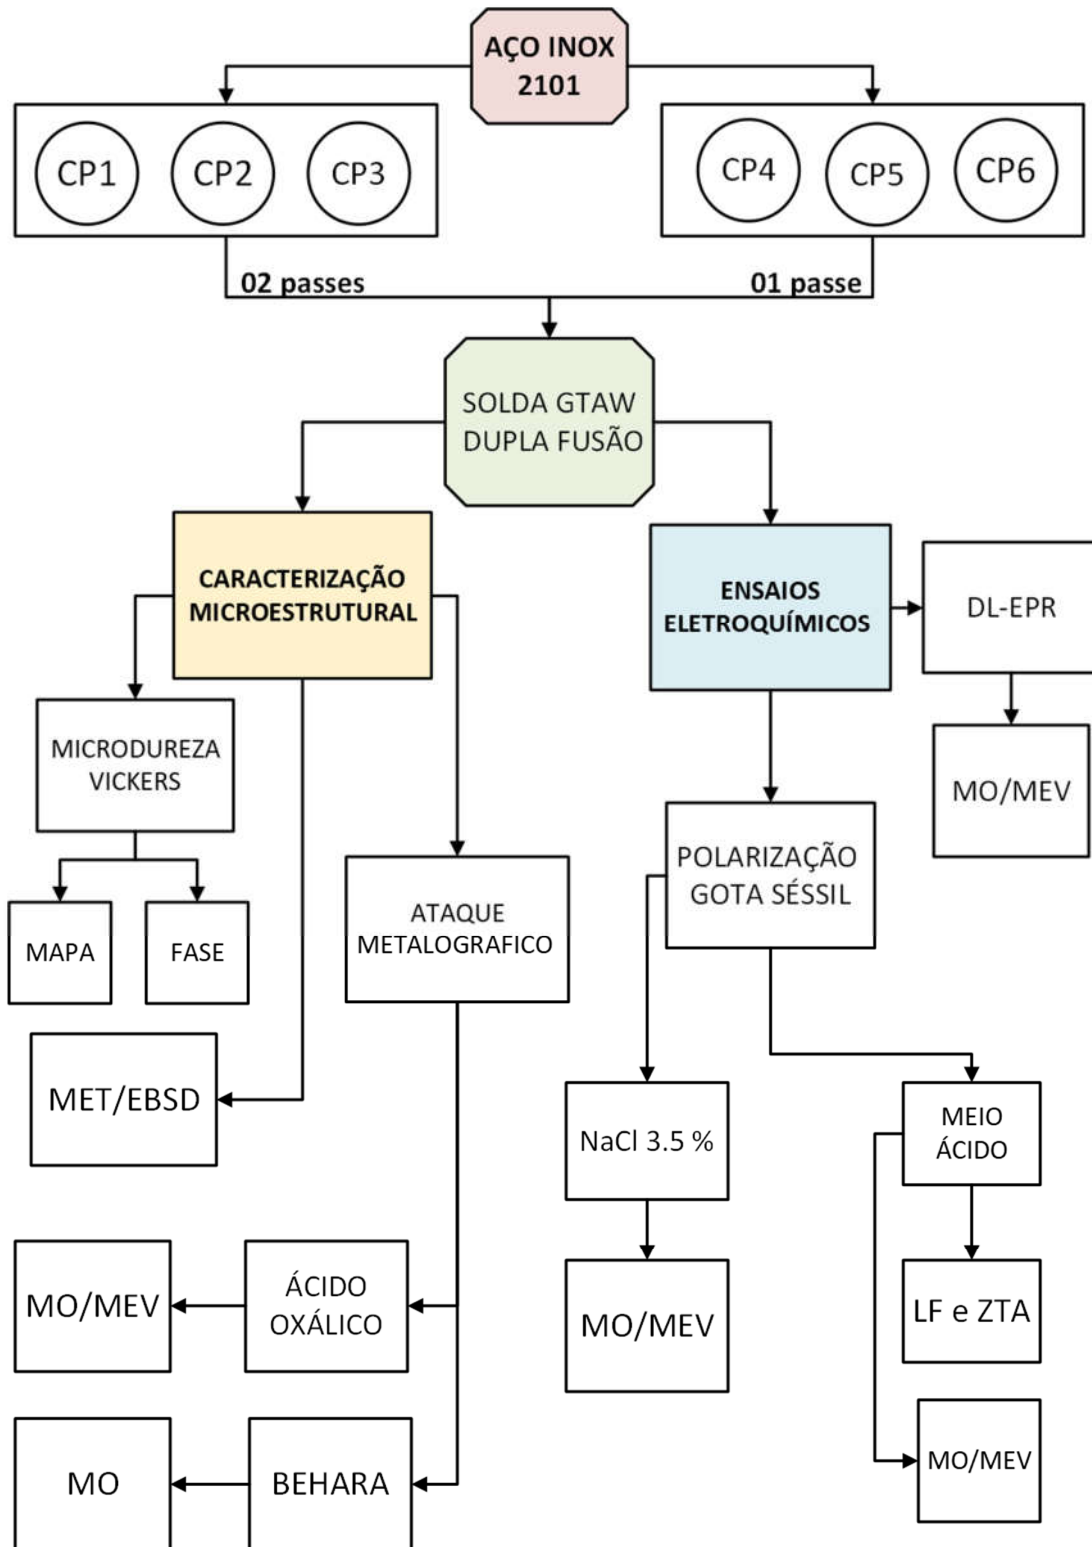 AÇO INOX
2101
CP1
CP2
CP3
CP4
CP5
CP6
02 passes
01 passe
SOLDA GTAW
DUPLA FUSÃO
CARACTERIZAÇÃO
MICROESTRUTURAL
ENSAIOS
ELETROQUÍMICOS
DL-EPR
MO/MEV
MICRODUREZA
VICKERS
MAPA
FASE
ATAQUE
METALOGRAFICO
POLARIZAÇÃO
GOTA SÉSSIL
MET/EBSD
NaCl 3.5 %
MEIO
ÁCIDO
MO/MEV
ÁCIDO
OXÁLICO
MO/MEV
LF e ZTA
MO
BEHARA
MO/MEV